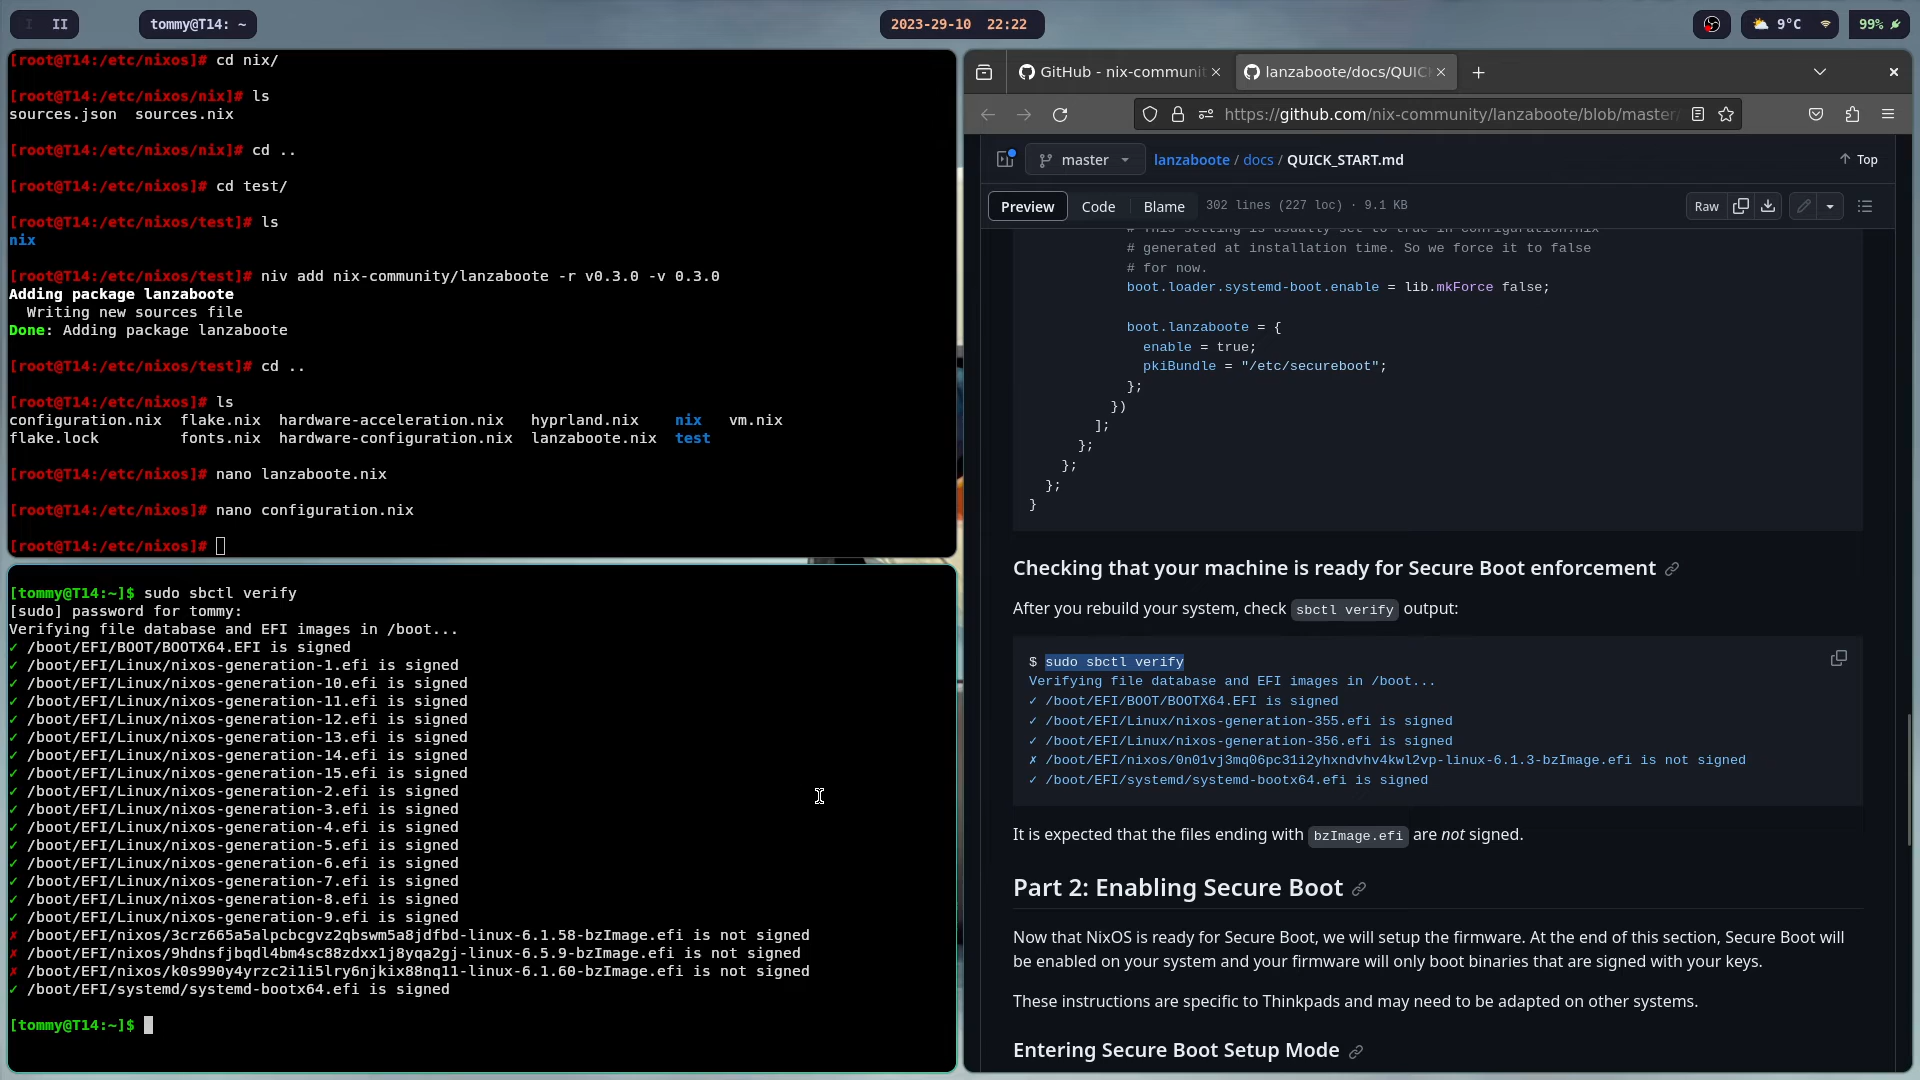 I II
tommy@T14: ~
2023-29-10 22:22
9°C
99%
[root@T14:/etc/nixos]# cd nix/
[root@T14:/etc/nixos/nix]# ls
sources.json  sources.nix
[root@T14:/etc/nixos/nix]# cd ..
[root@T14:/etc/nixos]# cd test/
[root@T14:/etc/nixos/test]# ls
nix
[root@T14:/etc/nixos/test]# niv add nix-community/lanzaboote -r v0.3.0 -v 0.3.0
Adding package lanzaboote
  Writing new sources file
Done: Adding package lanzaboote
[root@T14:/etc/nixos/test]# cd ..
[root@T14:/etc/nixos]# ls
configuration.nix  flake.nix  hardware-acceleration.nix   hyprland.nix    nix   vm.nix
flake.lock         fonts.nix  hardware-configuration.nix  lanzaboote.nix  test
[root@T14:/etc/nixos]# nano lanzaboote.nix
[root@T14:/etc/nixos]# nano configuration.nix
[root@T14:/etc/nixos]#
[tommy@T14:~]$ sudo sbctl verify
[sudo] password for tommy:
Verifying file database and EFI images in /boot...
✓ /boot/EFI/BOOT/BOOTX64.EFI is signed
✓ /boot/EFI/Linux/nixos-generation-1.efi is signed
✓ /boot/EFI/Linux/nixos-generation-10.efi is signed
✓ /boot/EFI/Linux/nixos-generation-11.efi is signed
✓ /boot/EFI/Linux/nixos-generation-12.efi is signed
✓ /boot/EFI/Linux/nixos-generation-13.efi is signed
✓ /boot/EFI/Linux/nixos-generation-14.efi is signed
✓ /boot/EFI/Linux/nixos-generation-15.efi is signed
✓ /boot/EFI/Linux/nixos-generation-2.efi is signed
✓ /boot/EFI/Linux/nixos-generation-3.efi is signed
✓ /boot/EFI/Linux/nixos-generation-4.efi is signed
✓ /boot/EFI/Linux/nixos-generation-5.efi is signed
✓ /boot/EFI/Linux/nixos-generation-6.efi is signed
✓ /boot/EFI/Linux/nixos-generation-7.efi is signed
✓ /boot/EFI/Linux/nixos-generation-8.efi is signed
✓ /boot/EFI/Linux/nixos-generation-9.efi is signed
✗ /boot/EFI/nixos/3crz665a5alpcbcgvz2qbswm5a8jdfbd-linux-6.1.58-bzImage.efi is not signed
✗ /boot/EFI/nixos/9hdnsfjbqdl4bm4sc88zdxx1j8yqa2gj-linux-6.5.9-bzImage.efi is not signed
✗ /boot/EFI/nixos/k0s990y4yrzc2i1i5lry6njkix88nq11-linux-6.1.60-bzImage.efi is not signed
✓ /boot/EFI/systemd/systemd-bootx64.efi is signed
[tommy@T14:~]$
GitHub - nix-communi
lanzaboote/docs/QUIC
https://github.com/nix-community/lanzaboote/blob/master/
master
lanzaboote / docs / QUICK_START.md
Top
Preview Code Blame 302 lines (227 loc) · 9.1 KB
Raw
# This setting is usually set to true in configuration.nix
# generated at installation time. So we force it to false
# for now.
boot.loader.systemd-boot.enable = lib.mkForce false;
boot.lanzaboote = {
enable = true;
pkiBundle = "/etc/secureboot";
};
})
];
};
};
};
}
Checking that your machine is ready for Secure Boot enforcement
After you rebuild your system, check sbctl verify output:
$ sudo sbctl verify
Verifying file database and EFI images in /boot...
✓ /boot/EFI/BOOT/BOOTX64.EFI is signed
✓ /boot/EFI/Linux/nixos-generation-355.efi is signed
✓ /boot/EFI/Linux/nixos-generation-356.efi is signed
✗ /boot/EFI/nixos/0n01vj3mq06pc31i2yhxndvhv4kwl2vp-linux-6.1.3-bzImage.efi is not signed
✓ /boot/EFI/systemd/systemd-bootx64.efi is signed
It is expected that the files ending with bzImage.efi are not signed.
Part 2: Enabling Secure Boot
Now that NixOS is ready for Secure Boot, we will setup the firmware. At the end of this section, Secure Boot will
be enabled on your system and your firmware will only boot binaries that are signed with your keys.
These instructions are specific to Thinkpads and may need to be adapted on other systems.
Entering Secure Boot Setup Mode